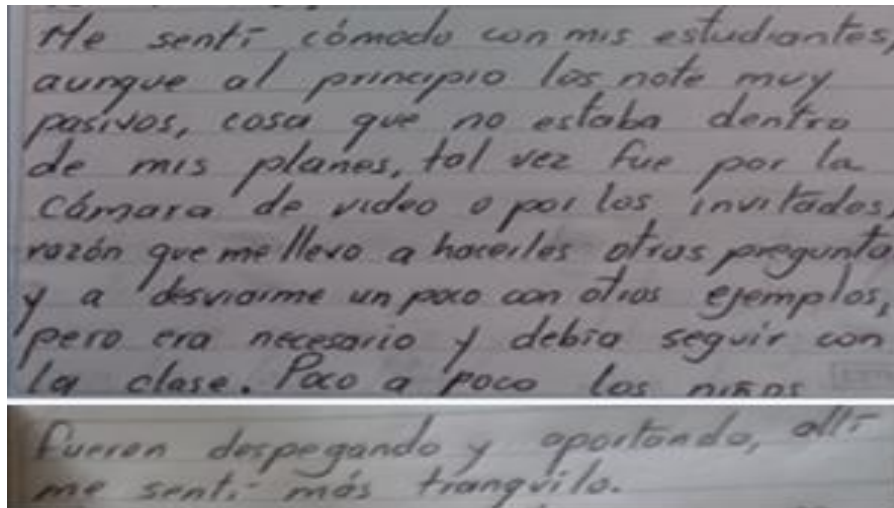 Me sentí cómodo con mis estudiantes,
aunque al principio los note muy
pasivos, cosa que no estaba dentro
de mis planes, tal vez fue por la
cámara de video o por los invitados,
razón que me llevo a hacerles otras pregunta
y a desviarme un poco con otros ejemplos,
pero era necesario y debia seguir con
la clase. Poco a poco los niños
fueron despegando y aportando, allí
me sentí más tranquilo.